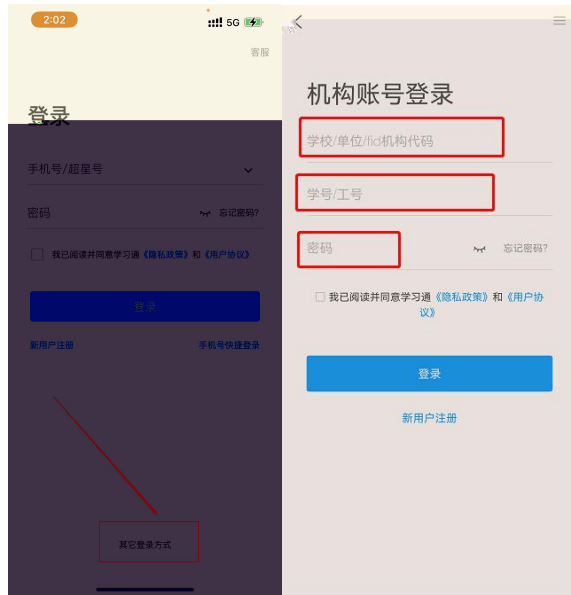 2:02
5G
客服
登录
手机号/超星号
密码
忘记密码?
我已阅读并同意学习通《隐私政策》和《用户协议》
登录
新用户注册
手机号快捷登录
其它登录方式
机构账号登录
学校/单位/fid机构代码
学号/工号
密码
忘记密码?
我已阅读并同意学习通《隐私政策》和《用户协
议》
登录
新用户注册